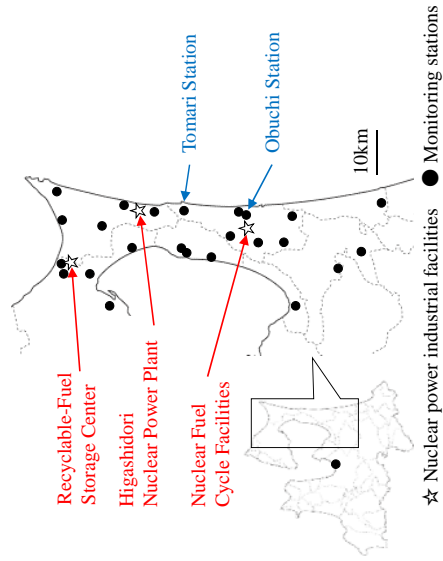 Recyclable-Fuel
Storage Center
Higashidori
Nuclear Power Plant
Nuclear Fuel
Cycle Facilities
Tomari Station
Obuchi Station
10km
Nuclear power industrial facilities
Monitoring stations